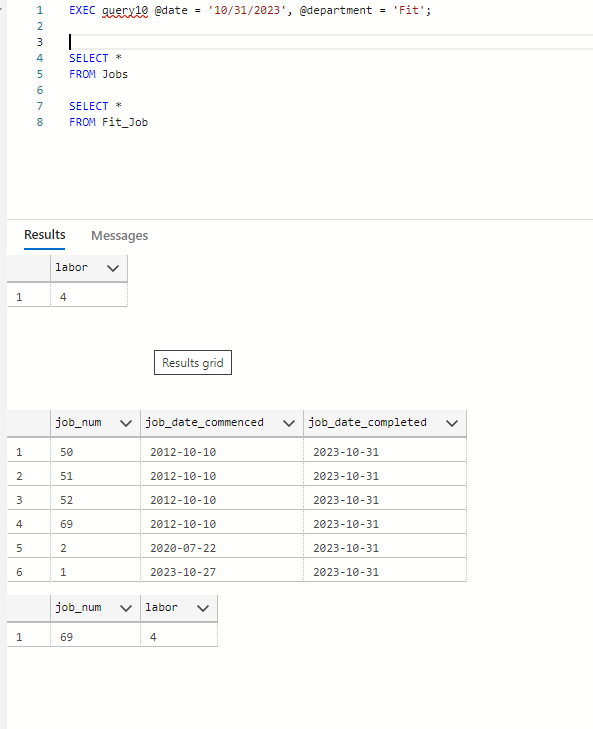 1 EXEC query10 @date = '10/31/2023', @department = 'Fit';
2
3
4 SELECT *
5 FROM Jobs
6
7 SELECT *
8 FROM Fit_Job
Results Messages
labor
1 4
Results grid
job_num job_date_commenced job_date_completed
1 50 2012-10-10 2023-10-31
2 51 2012-10-10 2023-10-31
3 52 2012-10-10 2023-10-31
4 69 2012-10-10 2023-10-31
5 2 2020-07-22 2023-10-31
6 1 2023-10-27 2023-10-31
job_num labor
1 69 4